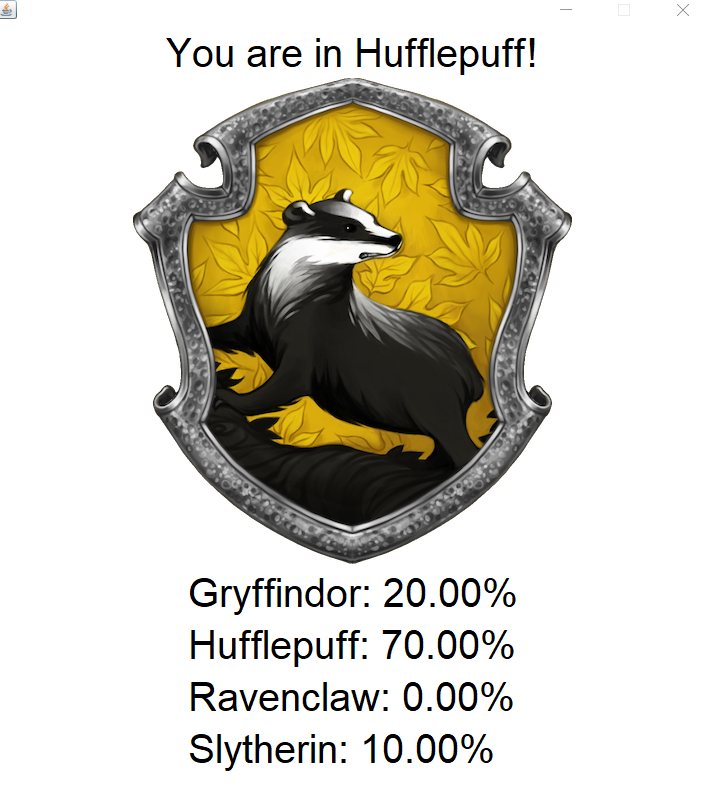 You are in Hufflepuff!
Gryffindor: 20.00%
Hufflepuff: 70.00%
Ravenclaw: 0.00%
Slytherin: 10.00%